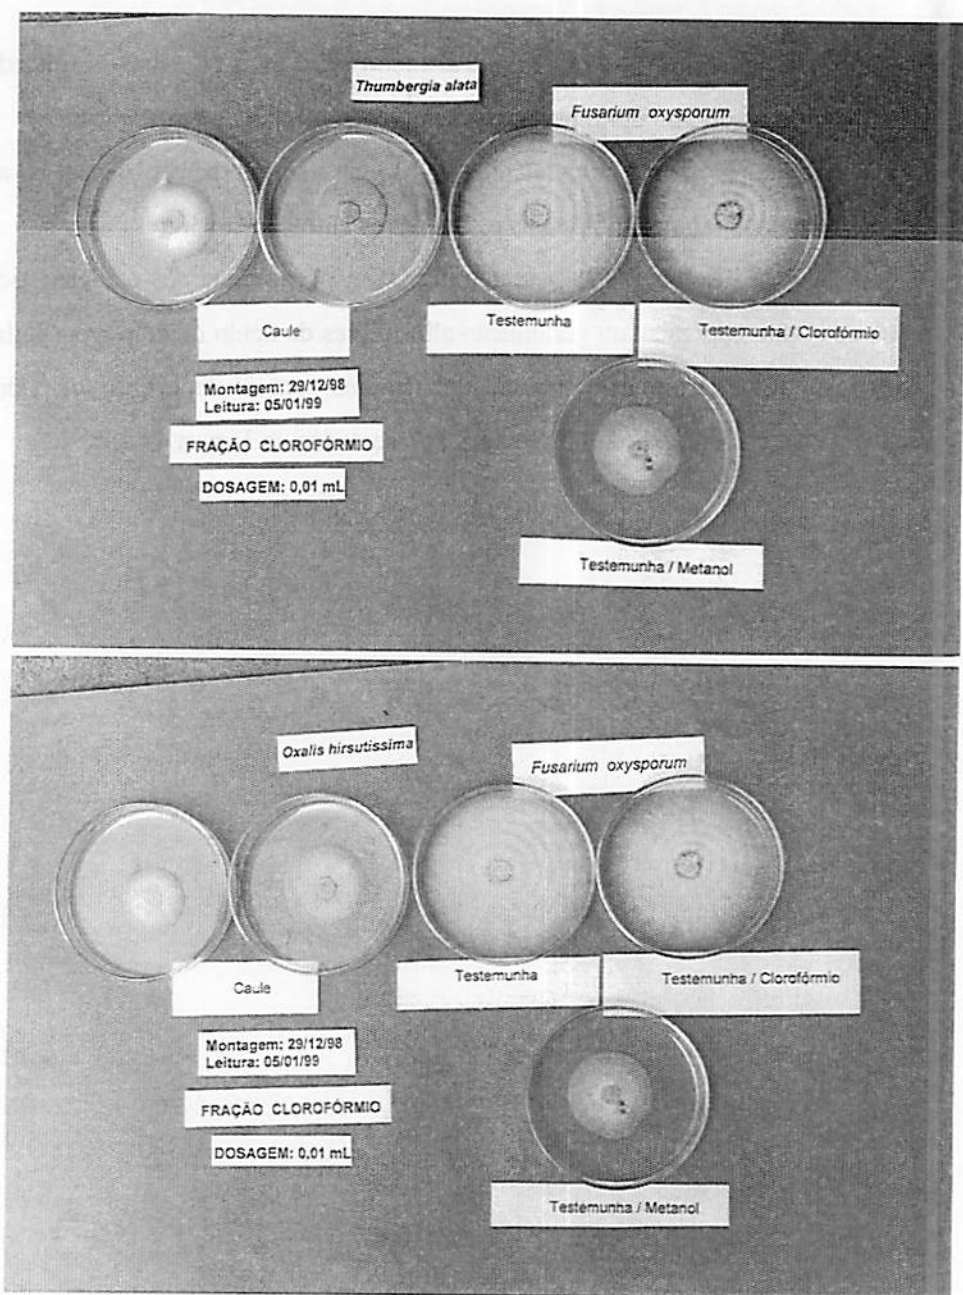 Thumbergia alata
Fusarium oxysporum
Caule
Testemunha
Testemunha / Clorofórmio
Montagem: 29/12/98
Leitura: 05/01/99
FRAÇÃO CLOROFÓRMIO
DOSAGEM: 0,01 mL
Testemunha / Metanol
Oxalis hirsutissima
Fusarium oxysporum
Caule
Testemunha
Testemunha / Clorofórmio
Montagem: 29/12/98
Leitura: 05/01/99
FRAÇÃO CLOROFÓRMIO
DOSAGEM: 0,01 mL
Testemunha / Metanol